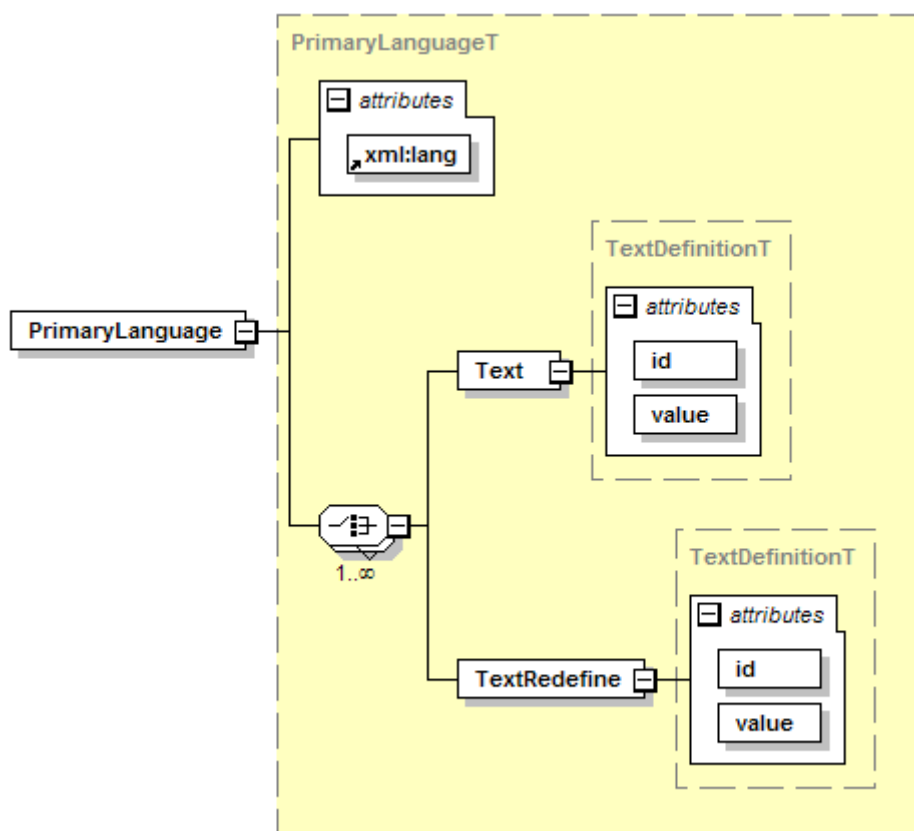 PrimaryLanguageT
attributes
xml:lang
TextDefinitionT
attributes
PrimaryLanguage
Text
id
value
1..∞
TextDefinitionT
attributes
TextRedefine
id
value